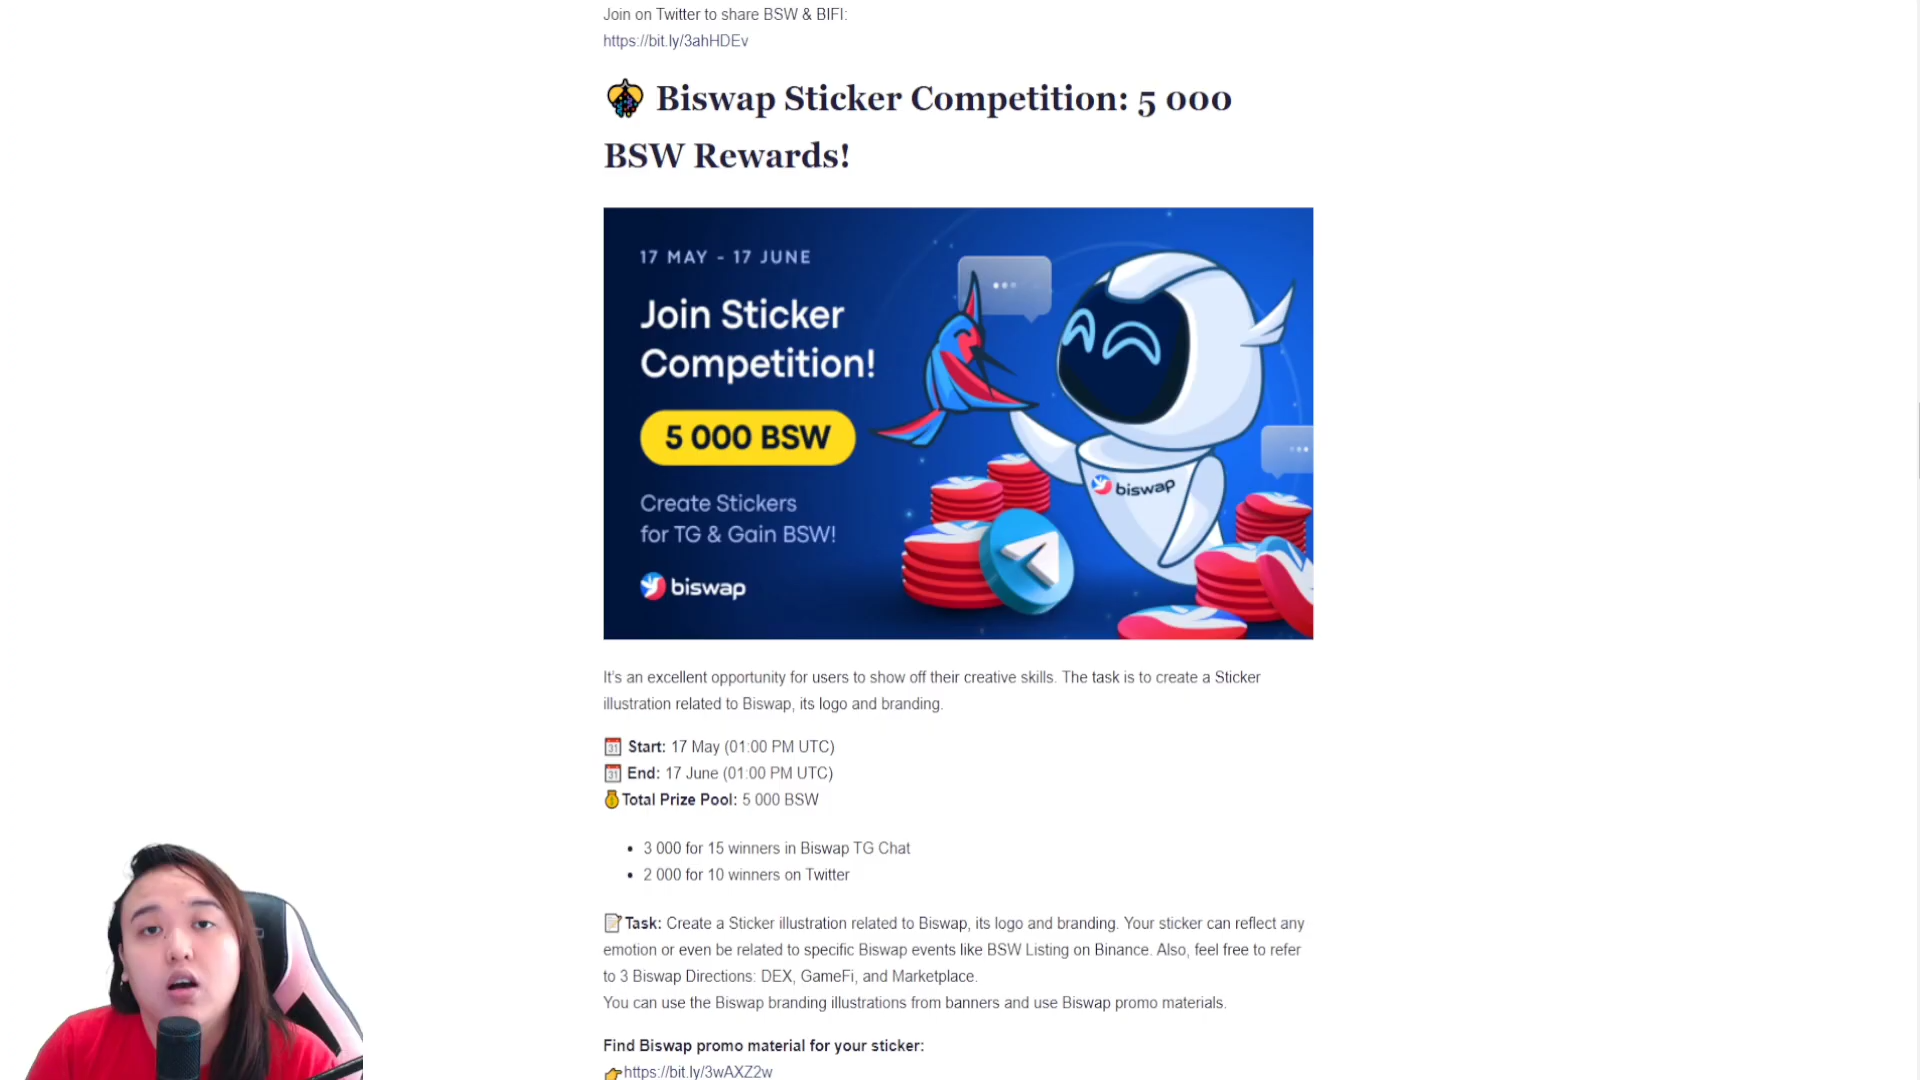 Join on Twitter to share BSW & BIFI:
https://bit.ly/3ahHDEv
Biswap Sticker Competition: 5 000
BSW Rewards!
17 MAY - 17 JUNE
Join Sticker
Competition!
5 000 BSW
Create Stickers
for TG & Gain BSW!
biswap
biswap
It's an excellent opportunity for users to show off their creative skills. The task is to create a Sticker
illustration related to Biswap, its logo and branding.
Start: 17 May (01:00 PM UTC)
End: 17 June (01:00 PM UTC)
Total Prize Pool: 5 000 BSW
• 3 000 for 15 winners in Biswap TG Chat
• 2 000 for 10 winners on Twitter
Task: Create a Sticker illustration related to Biswap, its logo and branding. Your sticker can reflect any
emotion or even be related to specific Biswap events like BSW Listing on Binance. Also, feel free to refer
to 3 Biswap Directions: DEX, GameFi, and Marketplace.
You can use the Biswap branding illustrations from banners and use Biswap promo materials.
Find Biswap promo material for your sticker:
https://bit.ly/3wAXZ2w